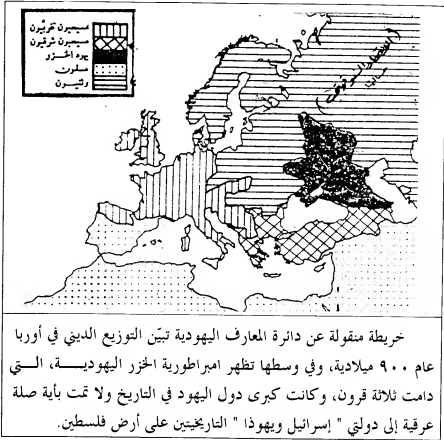 مسيحيون غربيون
مسيحيون شرقيون
يهود الخزر
مسلمون
وثنيون
خريطة منقولة عن دائرة المعارف اليهودية تبيّن التوزيع الديني في أوربا
عام ٩٠٠ ميلادية، وفي وسطها تظهر امبراطورية الخزر اليهوديـــة، الـــتي
دامت ثلاثة قرون، وكانت كبرى دول اليهود في التاريخ ولا تمت بأية صلة
عرقية إلى دولتي " إسرائيل ويهوذا " التاريخيتين على أرض فلسطين.